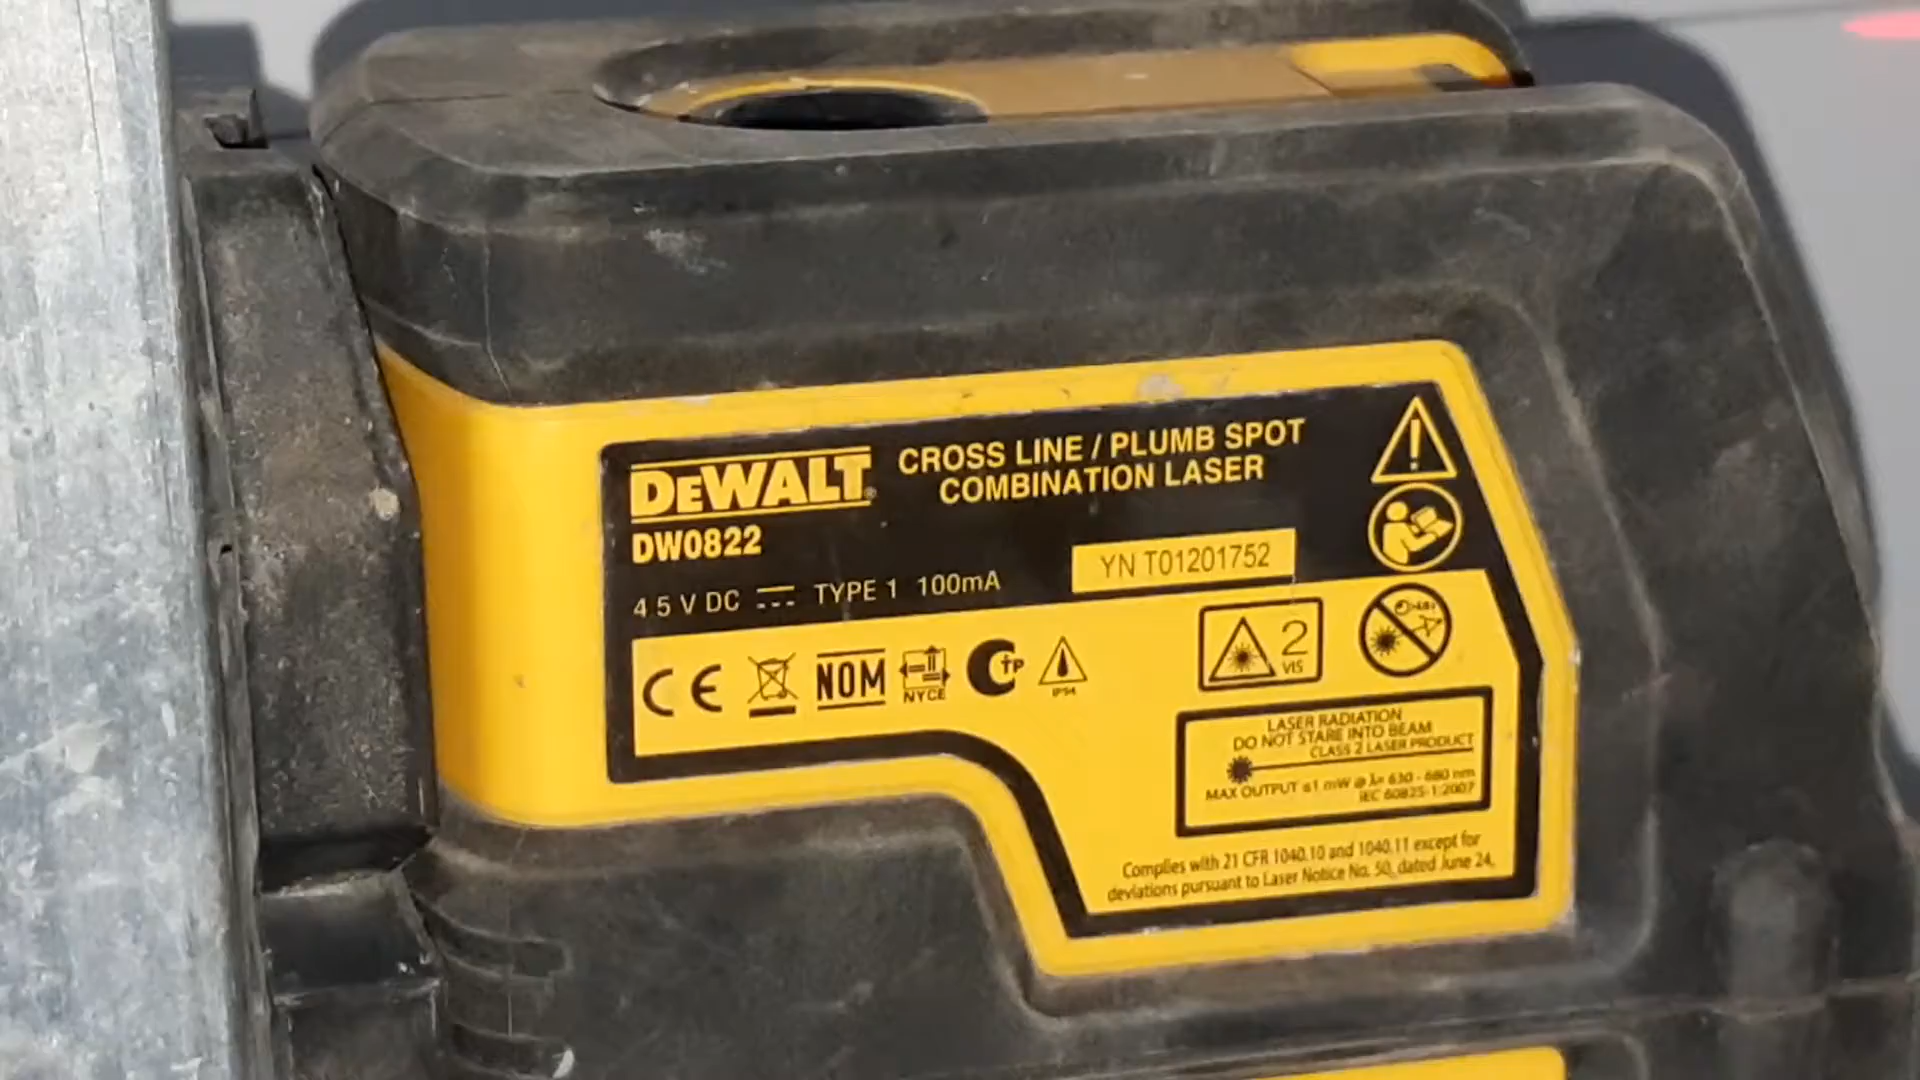 DEWALT®
CROSS LINE / PLUMB SPOT
COMBINATION LASER
DW0822
4 5 V DC TYPE 1 100mA
YN T01201752
CE NOM NYCE TP IP54
2
VIS
LASER RADIATION
DO NOT STARE INTO BEAM
CLASS 2 LASER PRODUCT
MAX OUTPUT ≤1 mW @ λ= 630 - 680 nm
IEC 60825-1:2007
Complies with 21 CFR 1040.10 and 1040.11 except for
deviations pursuant to Laser Notice No. 50, dated June 24,